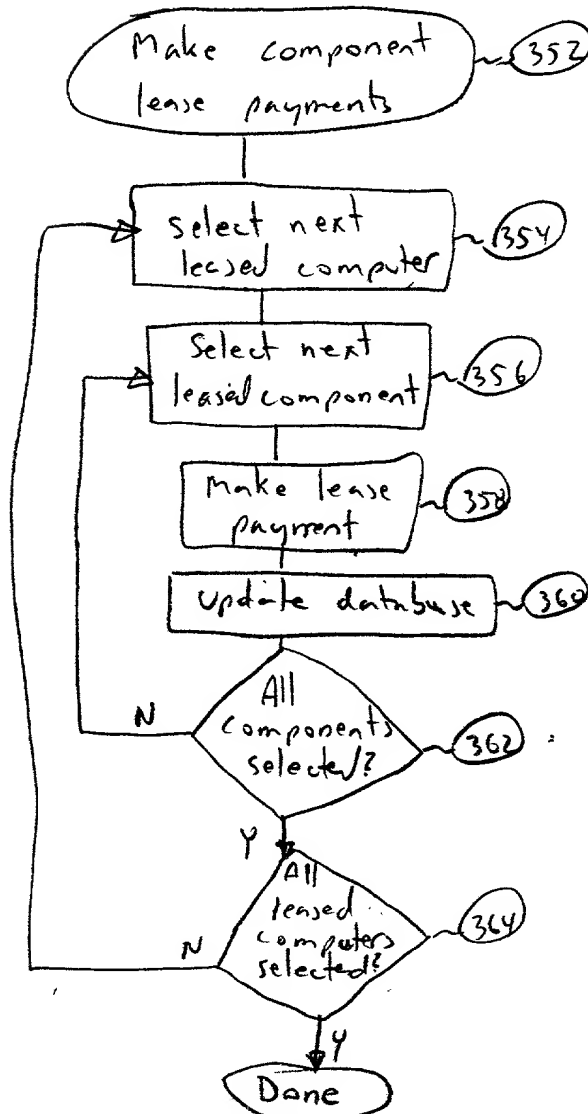 Make component
lease payments
352
Select next
leased computer
354
Select next
leased component
356
Make lease
payment
358
Update database
360
All
components
selected?
362
N
Y
All
leased
computers
selected?
364
N
Y
Done